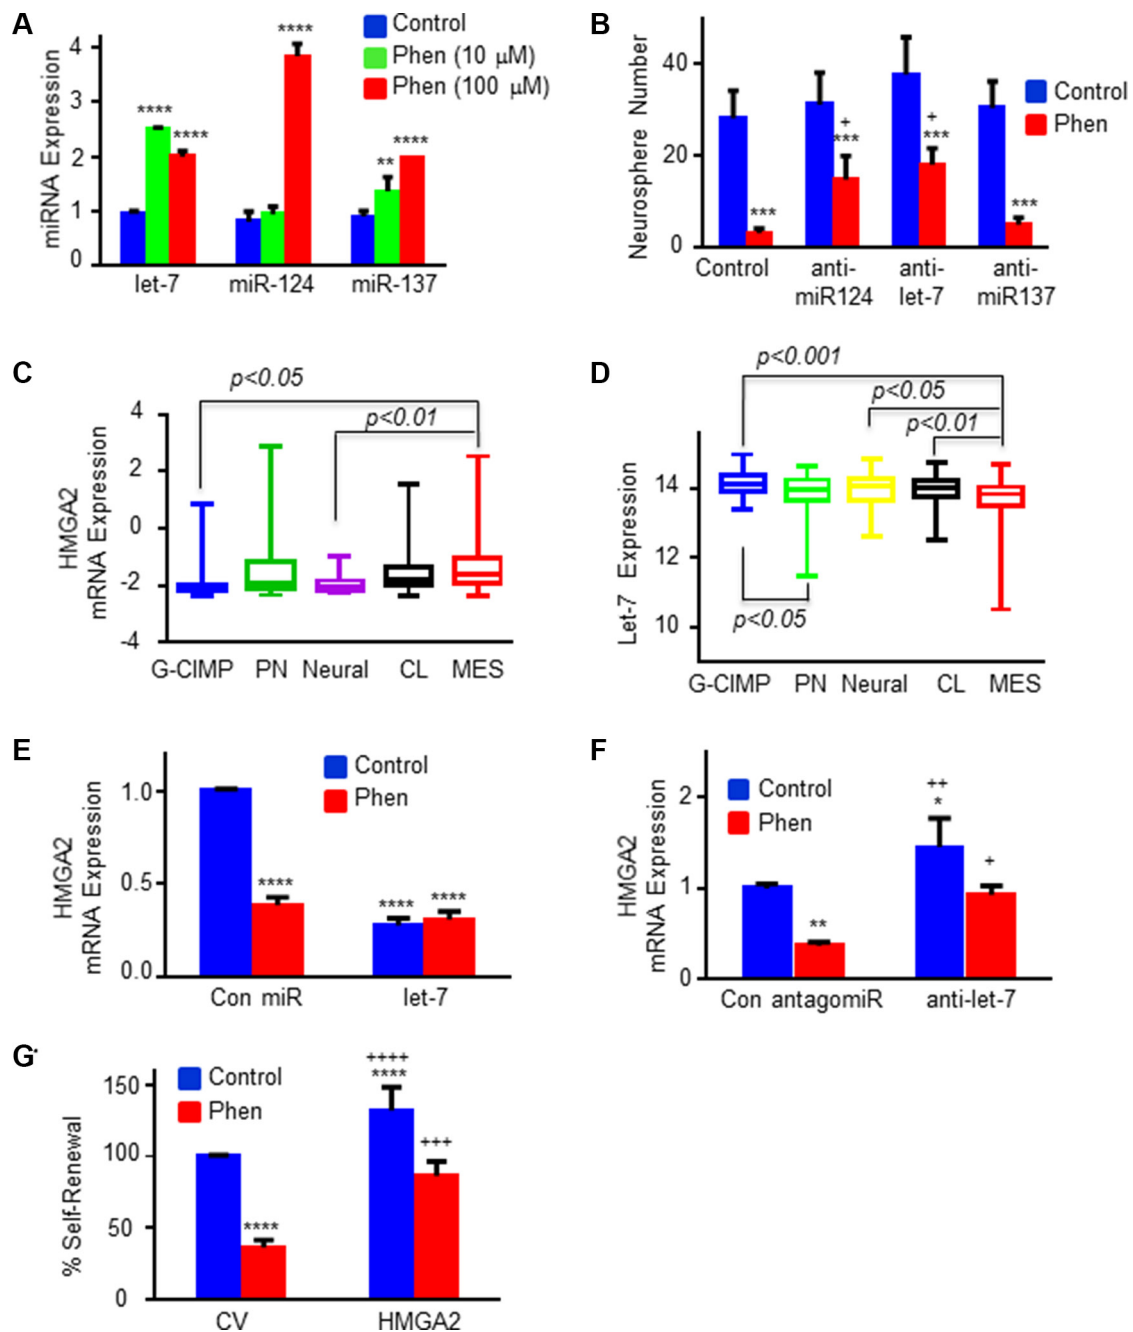 A
miRNA Expression
4
3
2
1
0
****
****
****
**
****
Control
Phen (10 µM)
Phen (100 µM)
let-7
miR-124
miR-137
B
Neurosphere Number
40
20
0
***
+
***
+
***
***
Control
Phen
Control
anti-
miR124
anti-
let-7
anti-
miR137
C
HMGA2
mRNA Expression
4
2
0
-2
-4
p<0.05
p<0.01
G-CIMP
PN
Neural
CL
MES
D
Let-7 Expression
14
12
10
p<0.001
p<0.05
p<0.01
p<0.05
G-CIMP
PN
Neural
CL
MES
E
HMGA2
mRNA Expression
1.0
0.5
0.0
Control
Phen
****
****
****
Con miR
let-7
F
HMGA2
mRNA Expression
2
1
0
Control
Phen
**
++
*
+
Con antagomiR
anti-let-7
G
% Self-Renewal
150
100
50
0
Control
Phen
****
++++
****
+++
CV
HMGA2